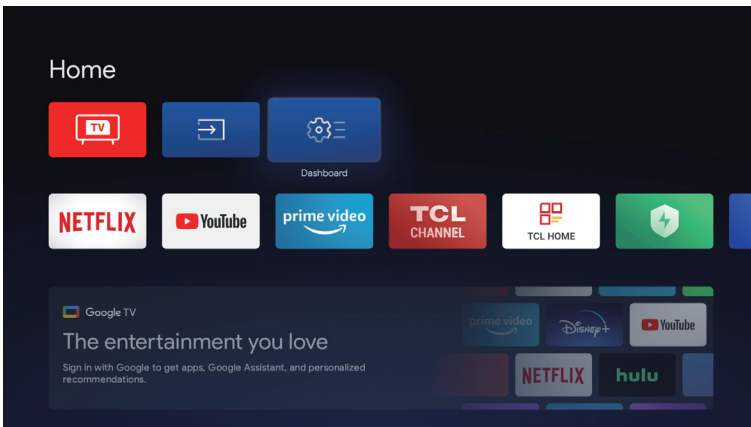 Home
TV
Dashboard
NETFLIX
YouTube
prime video
TCL
CHANNEL
TCL HOME
Google TV
The entertainment you love
Sign in with Google to get apps, Google Assistant, and personalized
recommendations.
prime video
Disney+
YouTube
NETFLIX
hulu